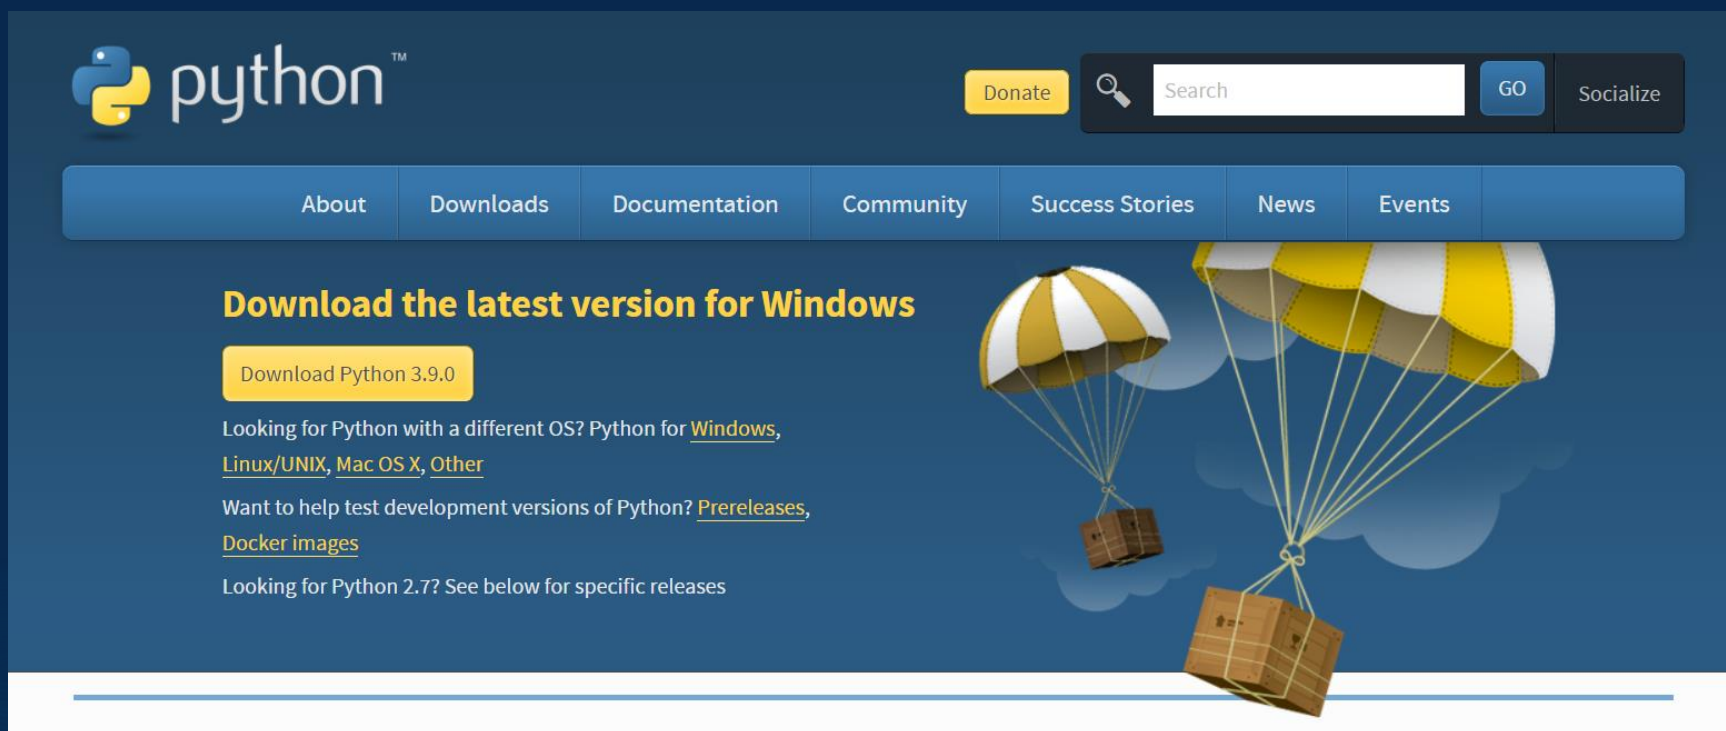 python™
Donate
Search
GO
Socialize
About
Downloads
Documentation
Community
Success Stories
News
Events
Download the latest version for Windows
Download Python 3.9.0
Looking for Python with a different OS? Python for Windows,
Linux/UNIX, Mac OS X, Other
Want to help test development versions of Python? Prereleases,
Docker images
Looking for Python 2.7? See below for specific releases